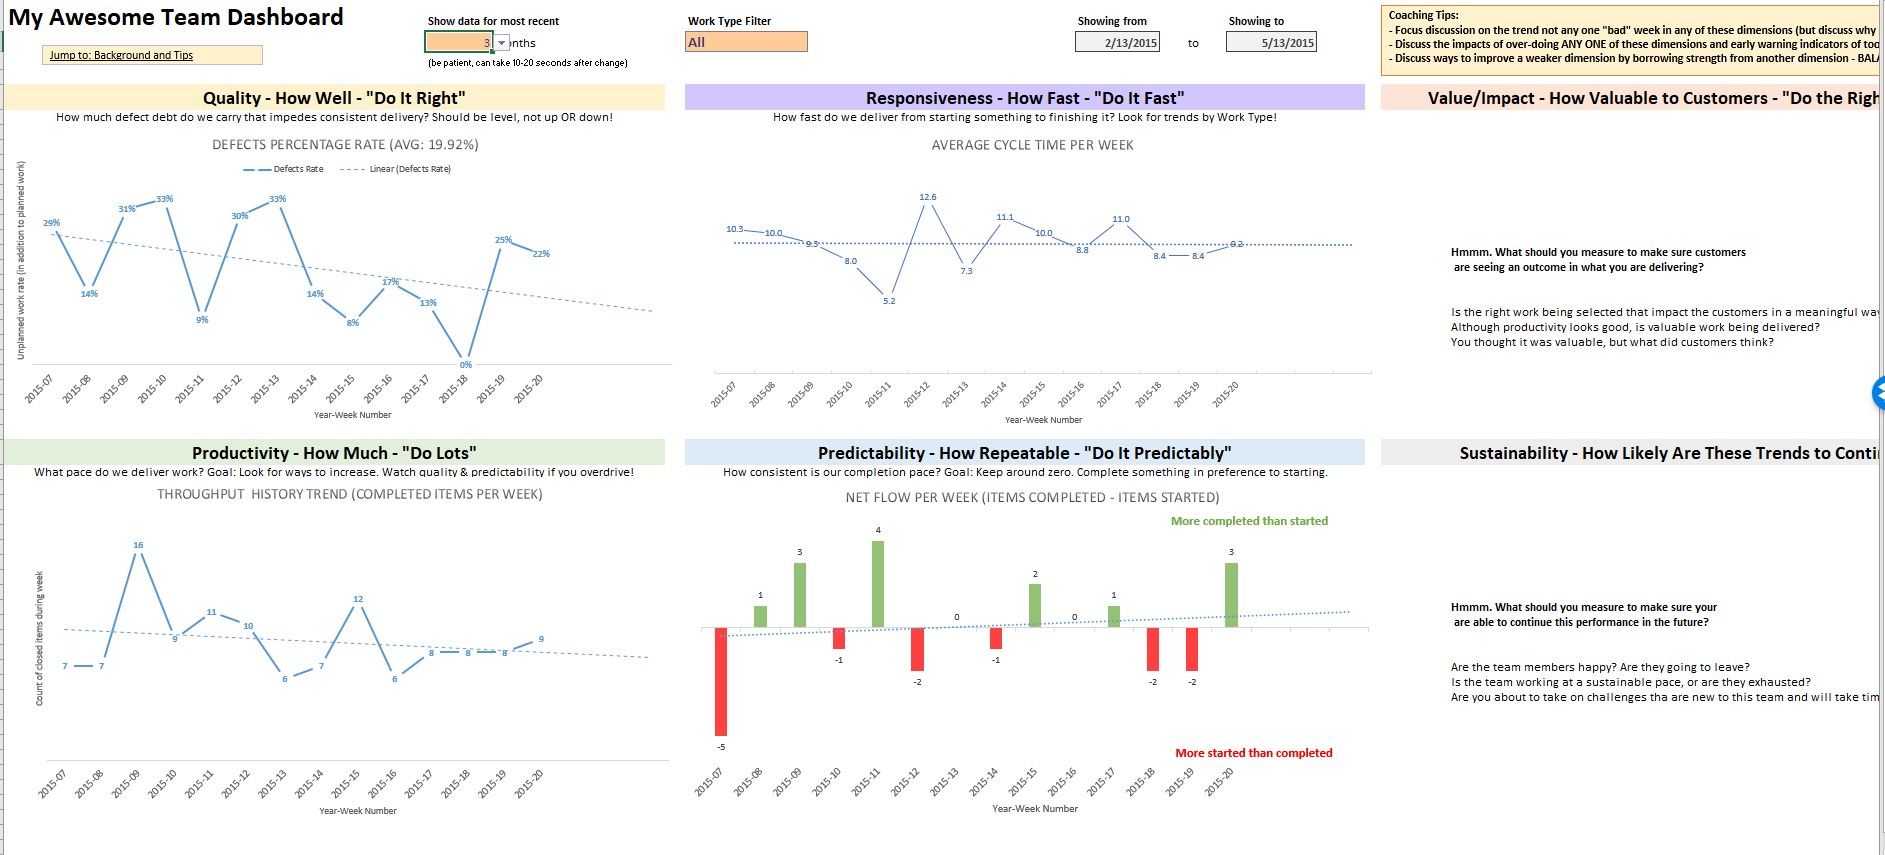 My Awesome Team Dashboard
Jump to: Background and Tips
Show data for most recent
3 onths
(be patient, can take 10-20 seconds after change)
Work Type Filter
All
Showing from
2/13/2015
to
Showing to
5/13/2015
Coaching Tips:
- Focus discussion on the trend not any one "bad" week in any of these dimensions (but discuss why
- Discuss the impacts of over-doing ANY ONE of these dimensions and early warning indicators of too
- Discuss ways to improve a weaker dimension by borrowing strength from another dimension - BALA
Quality - How Well - "Do It Right"
How much defect debt do we carry that impedes consistent delivery? Should be level, not up OR down!
DEFECTS PERCENTAGE RATE (AVG: 19.92%)
Defects Rate
Linear (Defects Rate)
Unplanned work rate (in addition to planned work)
29%
14%
31%
33%
9%
30%
33%
14%
8%
17%
13%
0%
25%
22%
2015-07
2015-08
2015-09
2015-10
2015-11
2015-12
2015-13
2015-14
2015-15
2015-16
2015-17
2015-18
2015-19
2015-20
Year-Week Number
Responsiveness - How Fast - "Do It Fast"
How fast do we deliver from starting something to finishing it? Look for trends by Work Type!
AVERAGE CYCLE TIME PER WEEK
10.3
10.0
9.3
8.0
5.2
12.6
7.3
11.1
10.0
8.8
11.0
8.4
8.4
9.2
2015-07
2015-08
2015-09
2015-10
2015-11
2015-12
2015-13
2015-14
2015-15
2015-16
2015-17
2015-18
2015-19
2015-20
Year-Week Number
Value/Impact - How Valuable to Customers - "Do the Righ
Hmmm. What should you measure to make sure customers
are seeing an outcome in what you are delivering?
Is the right work being selected that impact the customers in a meaningful way
Although productivity looks good, is valuable work being delivered?
You thought it was valuable, but what did customers think?
Productivity - How Much - "Do Lots"
What pace do we deliver work? Goal: Look for ways to increase. Watch quality & predictability if you overdrive!
THROUGHPUT HISTORY TREND (COMPLETED ITEMS PER WEEK)
Count of closed items during week
7
7
16
9
11
10
6
7
12
6
8
8
8
9
2015-07
2015-08
2015-09
2015-10
2015-11
2015-12
2015-13
2015-14
2015-15
2015-16
2015-17
2015-18
2015-19
2015-20
Year-Week Number
Predictability - How Repeatable - "Do It Predictably"
How consistent is our completion pace? Goal: Keep around zero. Complete something in preference to starting.
NET FLOW PER WEEK (ITEMS COMPLETED - ITEMS STARTED)
More completed than started
-5
1
3
-1
4
-2
0
-1
2
0
1
-2
-2
3
More started than completed
2015-07
2015-08
2015-09
2015-10
2015-11
2015-12
2015-13
2015-14
2015-15
2015-16
2015-17
2015-18
2015-19
2015-20
Year-Week Number
Sustainability - How Likely Are These Trends to Conti
Hmmm. What should you measure to make sure your
are able to continue this performance in the future?
Are the team members happy? Are they going to leave?
Is the team working at a sustainable pace, or are they exhausted?
Are you about to take on challenges tha are new to this team and will take tim